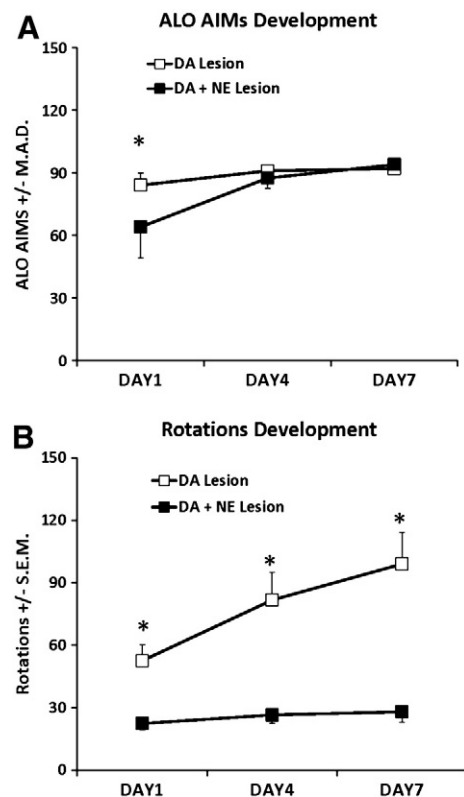 A
ALO AIMs Development
150
DA Lesion
DA + NE Lesion
120
*
90
60
30
0
ALO AIMS +/- M.A.D.
DAY1 DAY4 DAY7
B
Rotations Development
150
DA Lesion
DA + NE Lesion
120
*
*
90
*
60
30
0
Rotations +/- S.E.M.
DAY1 DAY4 DAY7